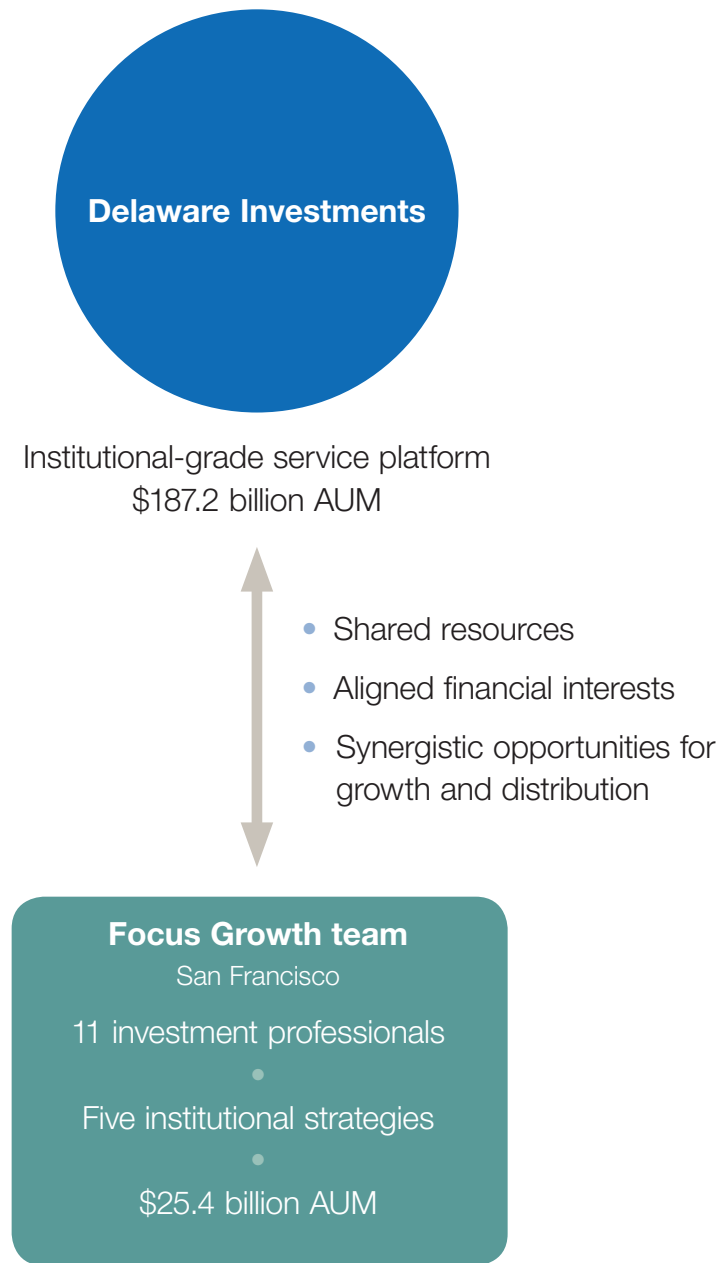 Delaware Investments
Institutional-grade service platform
$187.2 billion AUM
• Shared resources
• Aligned financial interests
• Synergistic opportunities for
growth and distribution
Focus Growth team
San Francisco
11 investment professionals
•
Five institutional strategies
•
$25.4 billion AUM